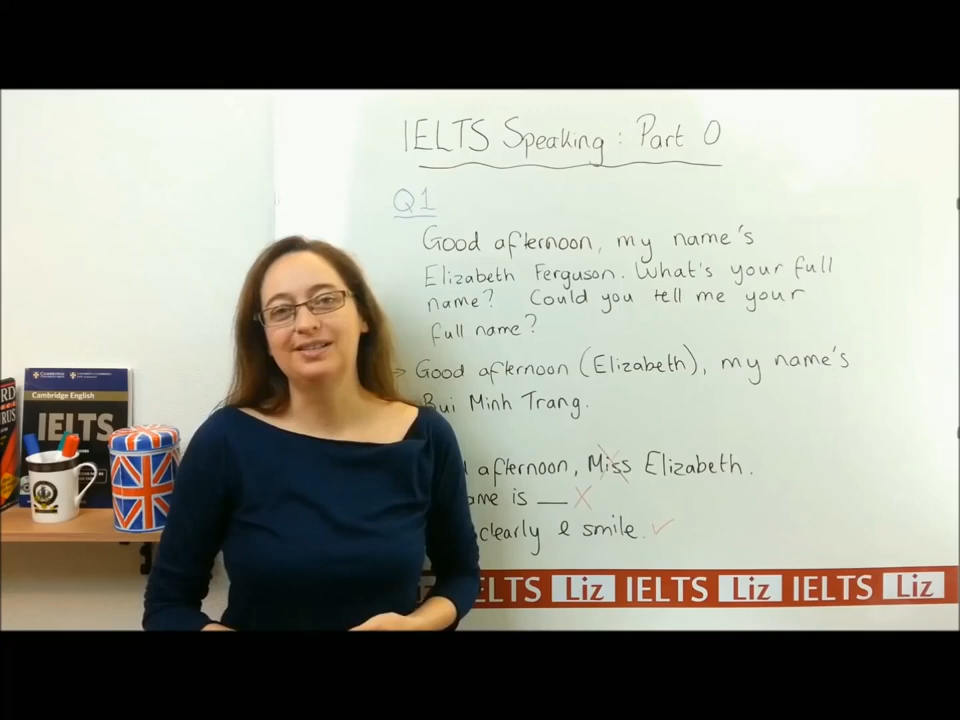 IELTS Speaking : Part 0
Q1
Good afternoon, my name's
Elizabeth Ferguson. What's your full
name? Could you tell me your
full name?
→ Good afternoon (Elizabeth), my name's
Bui Minh Trang.
afternoon, Miss Elizabeth.
is ___ ✗
clearly & smile. ✓
IELTS Liz IELTS Liz IELTS Liz
Cambridge English
IELTS